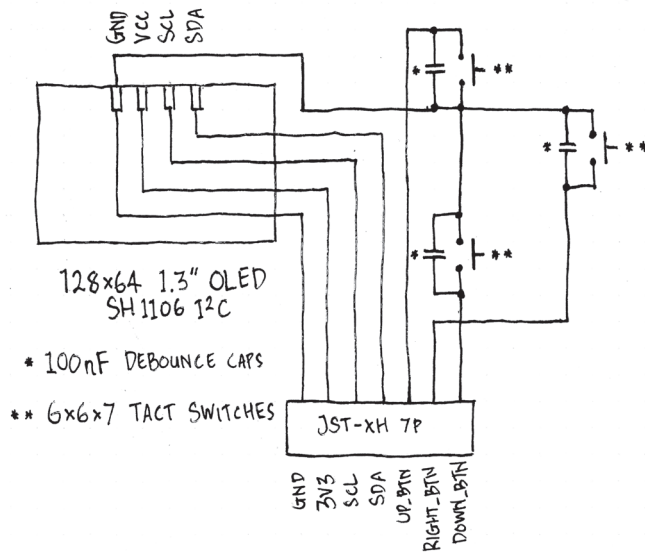 GND
VCC
SCL
SDA
*
**
*
**
*
**
128x64 1.3" OLED
SH1106 I²C
* 100nF DEBOUNCE CAPS
** 6x6x7 TACT SWITCHES
JST-XH 7P
GND
3V3
SCL
SDA
UP_BTN
RIGHT_BTN
DOWN_BTN